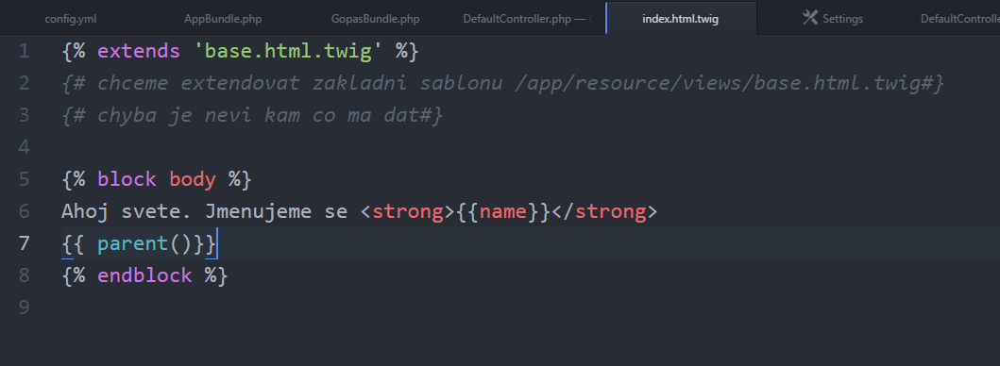 config.yml AppBundle.php GopasBundle.php DefaultController.php — index.html.twig Settings DefaultControlle
1 {% extends 'base.html.twig' %}
2 {# chceme extendovat zakladni sablonu /app/resource/views/base.html.twig#}
3 {# chyba je nevi kam co ma dat#}
4
5 {% block body %}
6 Ahoj svete. Jmenujeme se <strong>{{name}}</strong>
7 {{ parent()}}
8 {% endblock %}
9